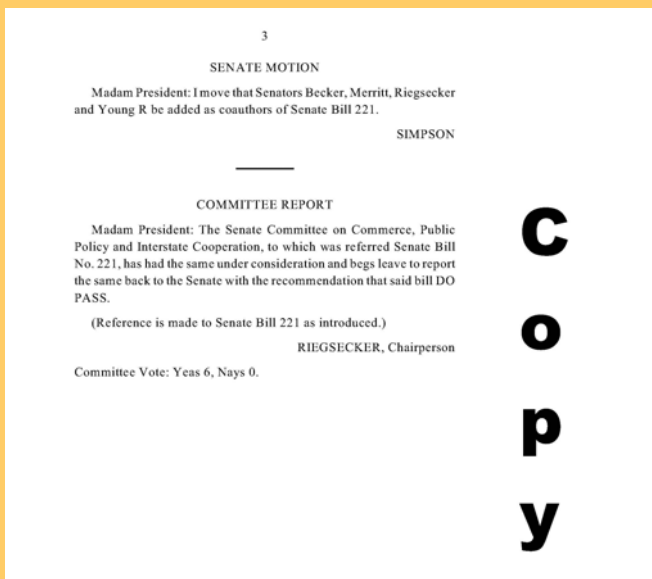 3
SENATE MOTION
Madam President: I move that Senators Becker, Merritt, Riegsecker
and Young R be added as coauthors of Senate Bill 221.
SIMPSON
COMMITTEE REPORT
Madam President: The Senate Committee on Commerce, Public
Policy and Interstate Cooperation, to which was referred Senate Bill
No. 221, has had the same under consideration and begs leave to report
the same back to the Senate with the recommendation that said bill DO
PASS.
(Reference is made to Senate Bill 221 as introduced.)
RIEGSECKER, Chairperson
Committee Vote: Yeas 6, Nays 0.
C
o
p
y